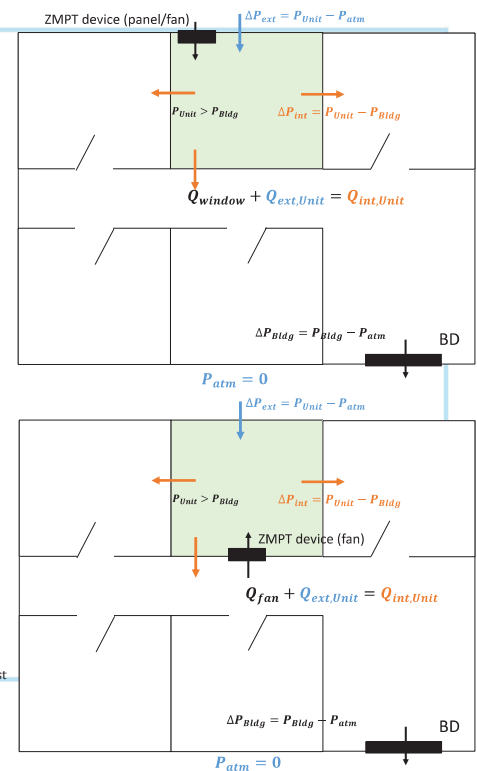 ZMPT device (panel/fan)
ΔP_ext = P_Unit − P_atm
P_Unit > P_Bldg
ΔP_int = P_Unit − P_Bldg
Q_window + Q_ext,Unit = Q_int,Unit
ΔP_Bldg = P_Bldg − P_atm
BD
P_atm = 0
ΔP_ext = P_Unit − P_atm
P_Unit > P_Bldg
ΔP_int = P_Unit − P_Bldg
ZMPT device (fan)
Q_fan + Q_ext,Unit = Q_int,Unit
st
ΔP_Bldg = P_Bldg − P_atm
BD
P_atm = 0